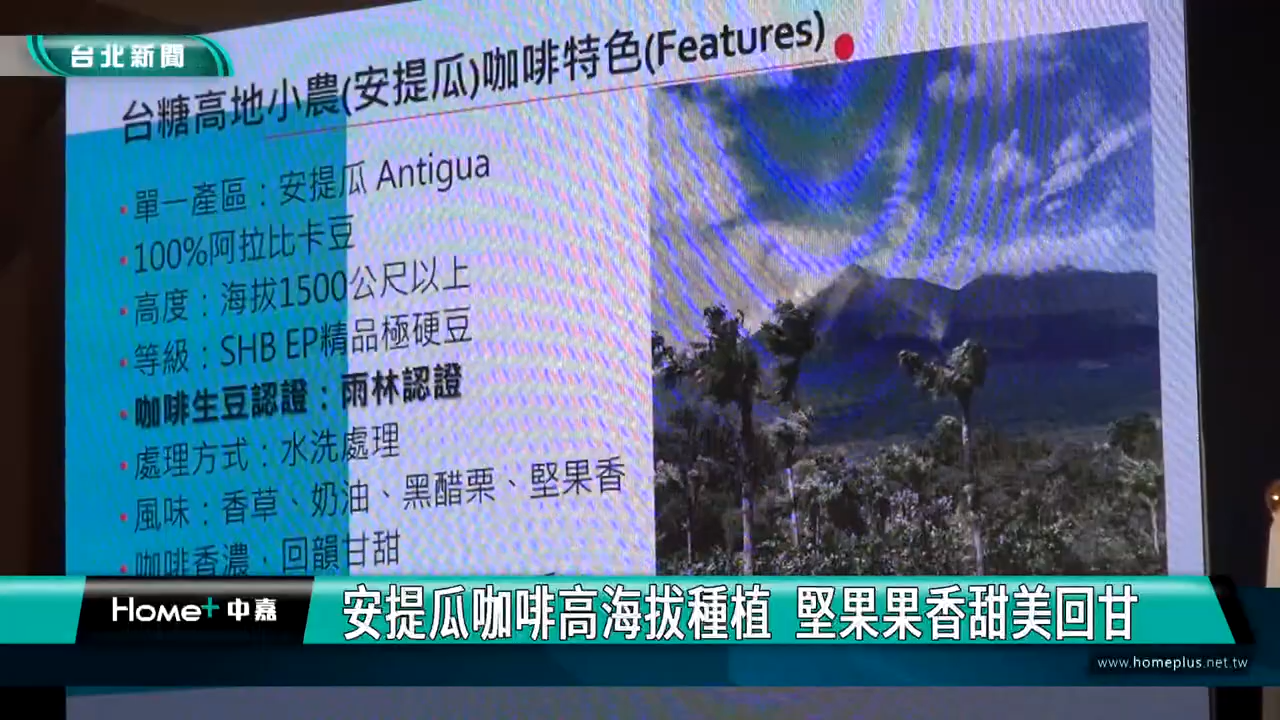 台北新聞
台糖高地小農(安提瓜)咖啡特色(Features)
單一產區：安提瓜 Antigua
100%阿拉比卡豆
高度：海拔1500公尺以上
等級：SHB EP精品極硬豆
咖啡生豆認證：雨林認證
處理方式：水洗處理
風味：香草、奶油、黑醋栗、堅果香
咖啡香濃，回韻甘甜
Home+ 中嘉
安提瓜咖啡高海拔種植 堅果果香甜美回甘
www.homeplus.net.tw